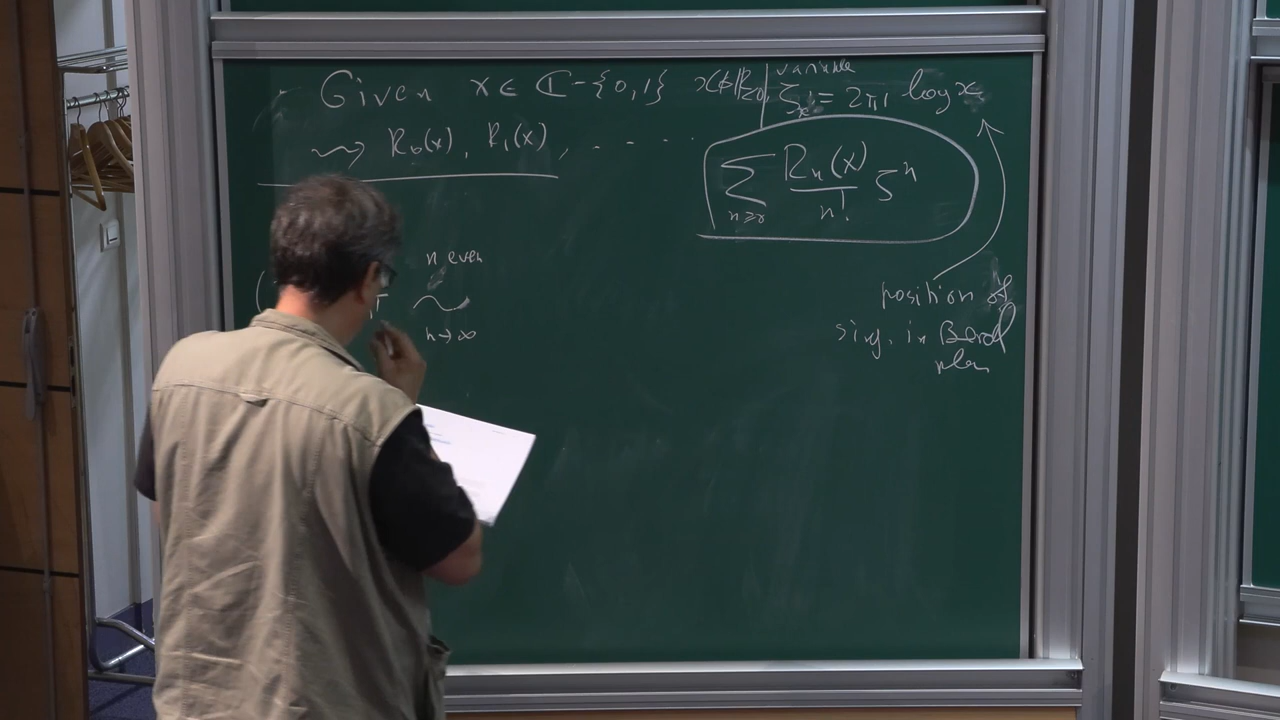 Given x ∈ ℂ-{0,1} x∉ℝ≥0, variable ζₓ = 2πi log x
⇝ R₀(x), R₁(x), - - - .
∑ n≥0 Rₙ(x) / n! ζⁿ
n even
( ∼
n→∞
position of
sing. in Borel
plan